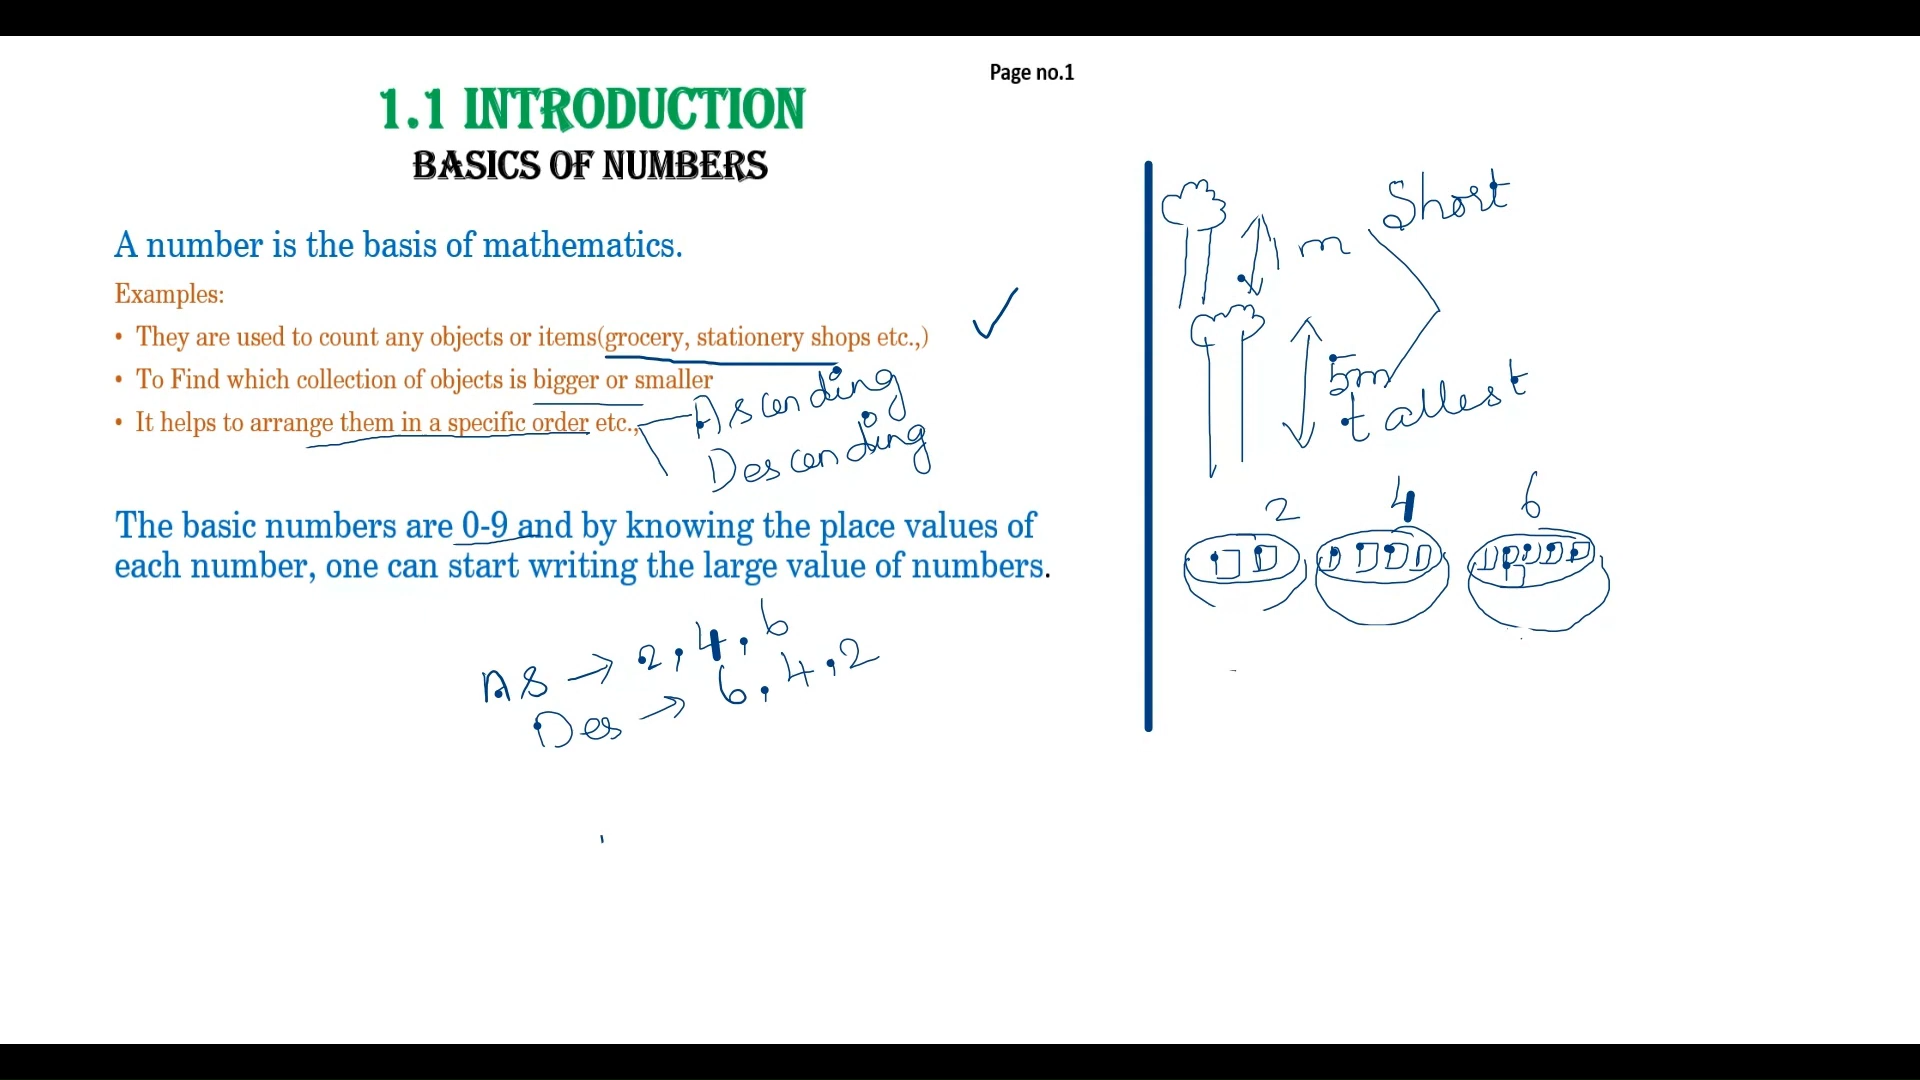 Page no.1
1.1 INTRODUCTION
BASICS OF NUMBERS
A number is the basis of mathematics.
Examples:
• They are used to count any objects or items(grocery, stationery shops etc.,)
• To Find which collection of objects is bigger or smaller
• It helps to arrange them in a specific order etc.,
Ascending
Descending
The basic numbers are 0-9 and by knowing the place values of
each number, one can start writing the large value of numbers.
AS → 2, 4, 6
Des → 6, 4, 2
Short
1 m
5m
tallest
2 4 6